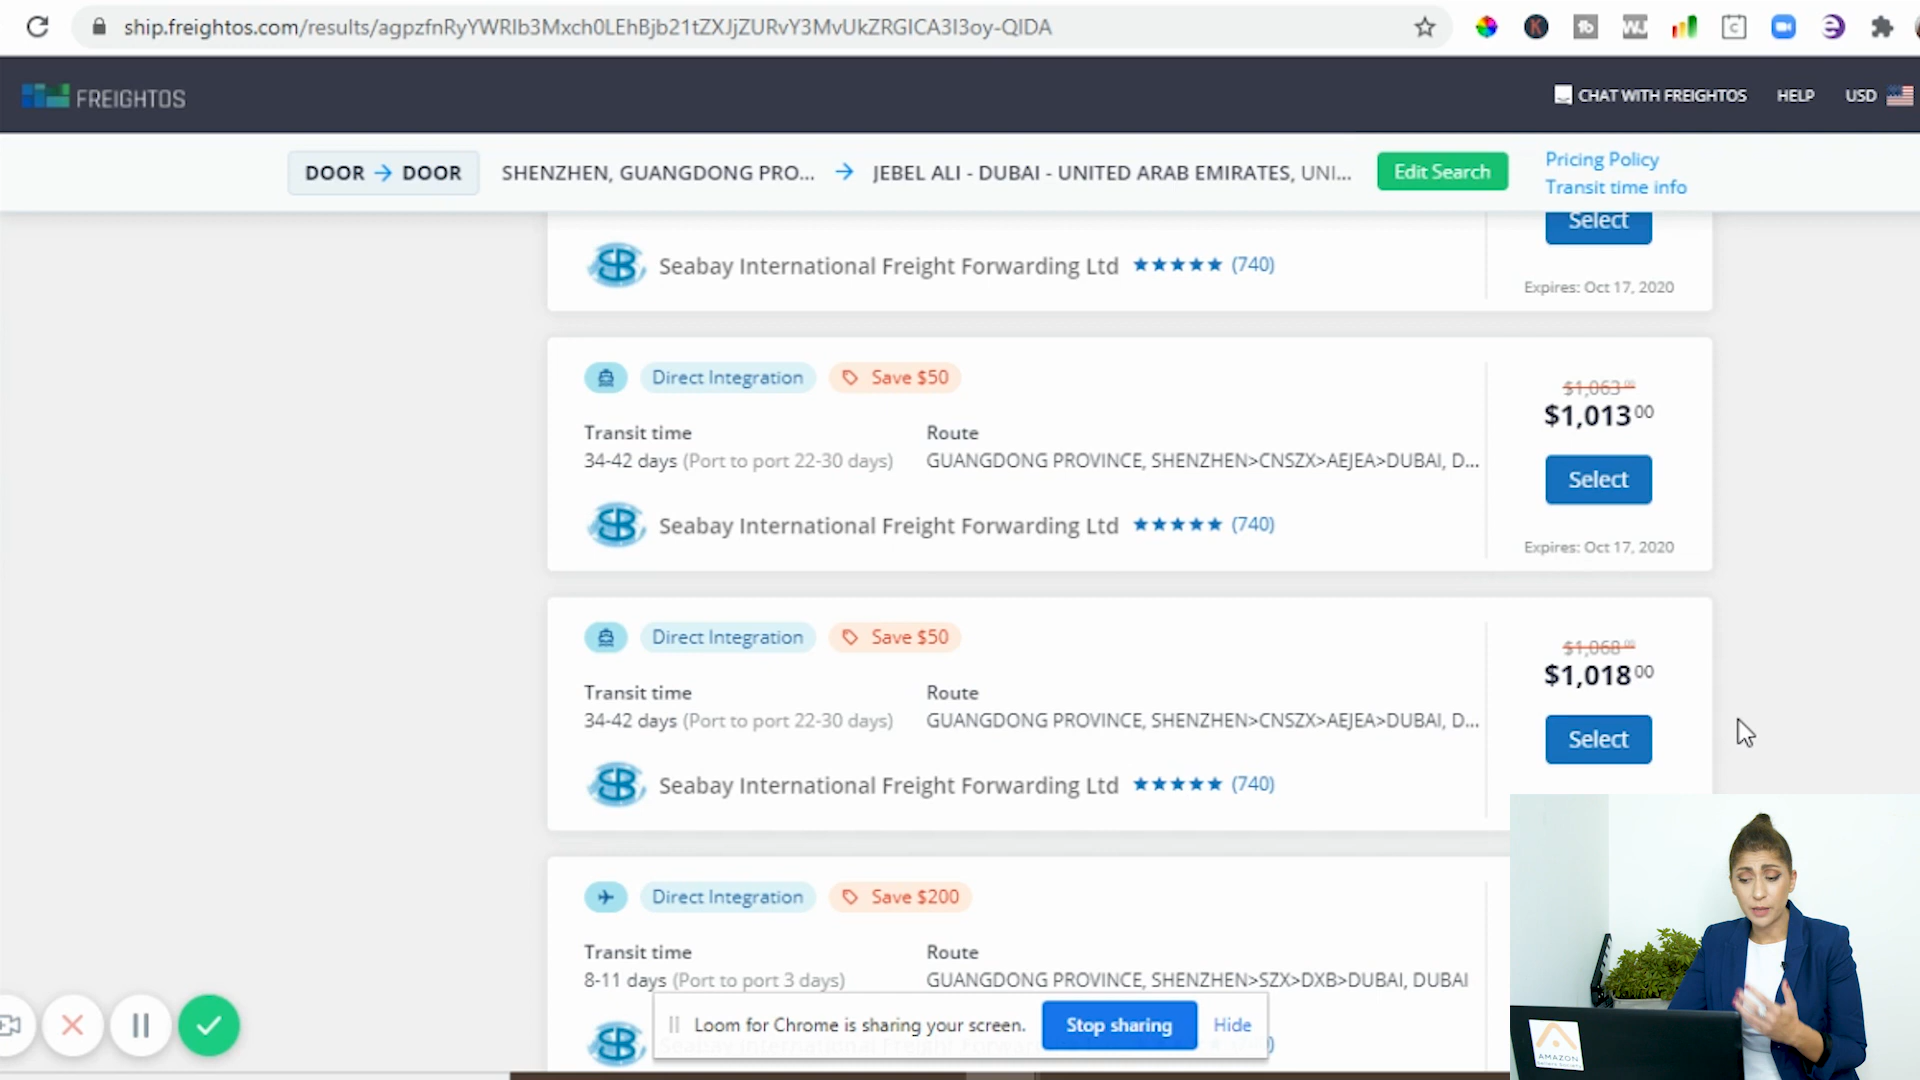 ship.freightos.com/results/agpzfnRyYWRlb3Mxch0LEhBjb21tZXJjZURvY3MvUkZRGICA3I3oy-QIDA
FREIGHTOS
CHAT WITH FREIGHTOS
HELP
USD
DOOR → DOOR
SHENZHEN, GUANGDONG PRO... → JEBEL ALI - DUBAI - UNITED ARAB EMIRATES, UNI...
Edit Search
Pricing Policy
Transit time info
Select
Seabay International Freight Forwarding Ltd ★★★★★ (740)
Expires: Oct 17, 2020
Direct Integration
Save $50
$1,063.00
$1,013.00
Transit time
34-42 days (Port to port 22-30 days)
Route
GUANGDONG PROVINCE, SHENZHEN>CNSZX>AEJEA>DUBAI, D...
Select
Seabay International Freight Forwarding Ltd ★★★★★ (740)
Expires: Oct 17, 2020
Direct Integration
Save $50
$1,068.00
$1,018.00
Transit time
34-42 days (Port to port 22-30 days)
Route
GUANGDONG PROVINCE, SHENZHEN>CNSZX>AEJEA>DUBAI, D...
Select
Seabay International Freight Forwarding Ltd ★★★★★ (740)
Direct Integration
Save $200
Transit time
8-11 days (Port to port 3 days)
Route
GUANGDONG PROVINCE, SHENZHEN>SZX>DXB>DUBAI, DUBAI
Loom for Chrome is sharing your screen.
Stop sharing
Hide
AMAZON